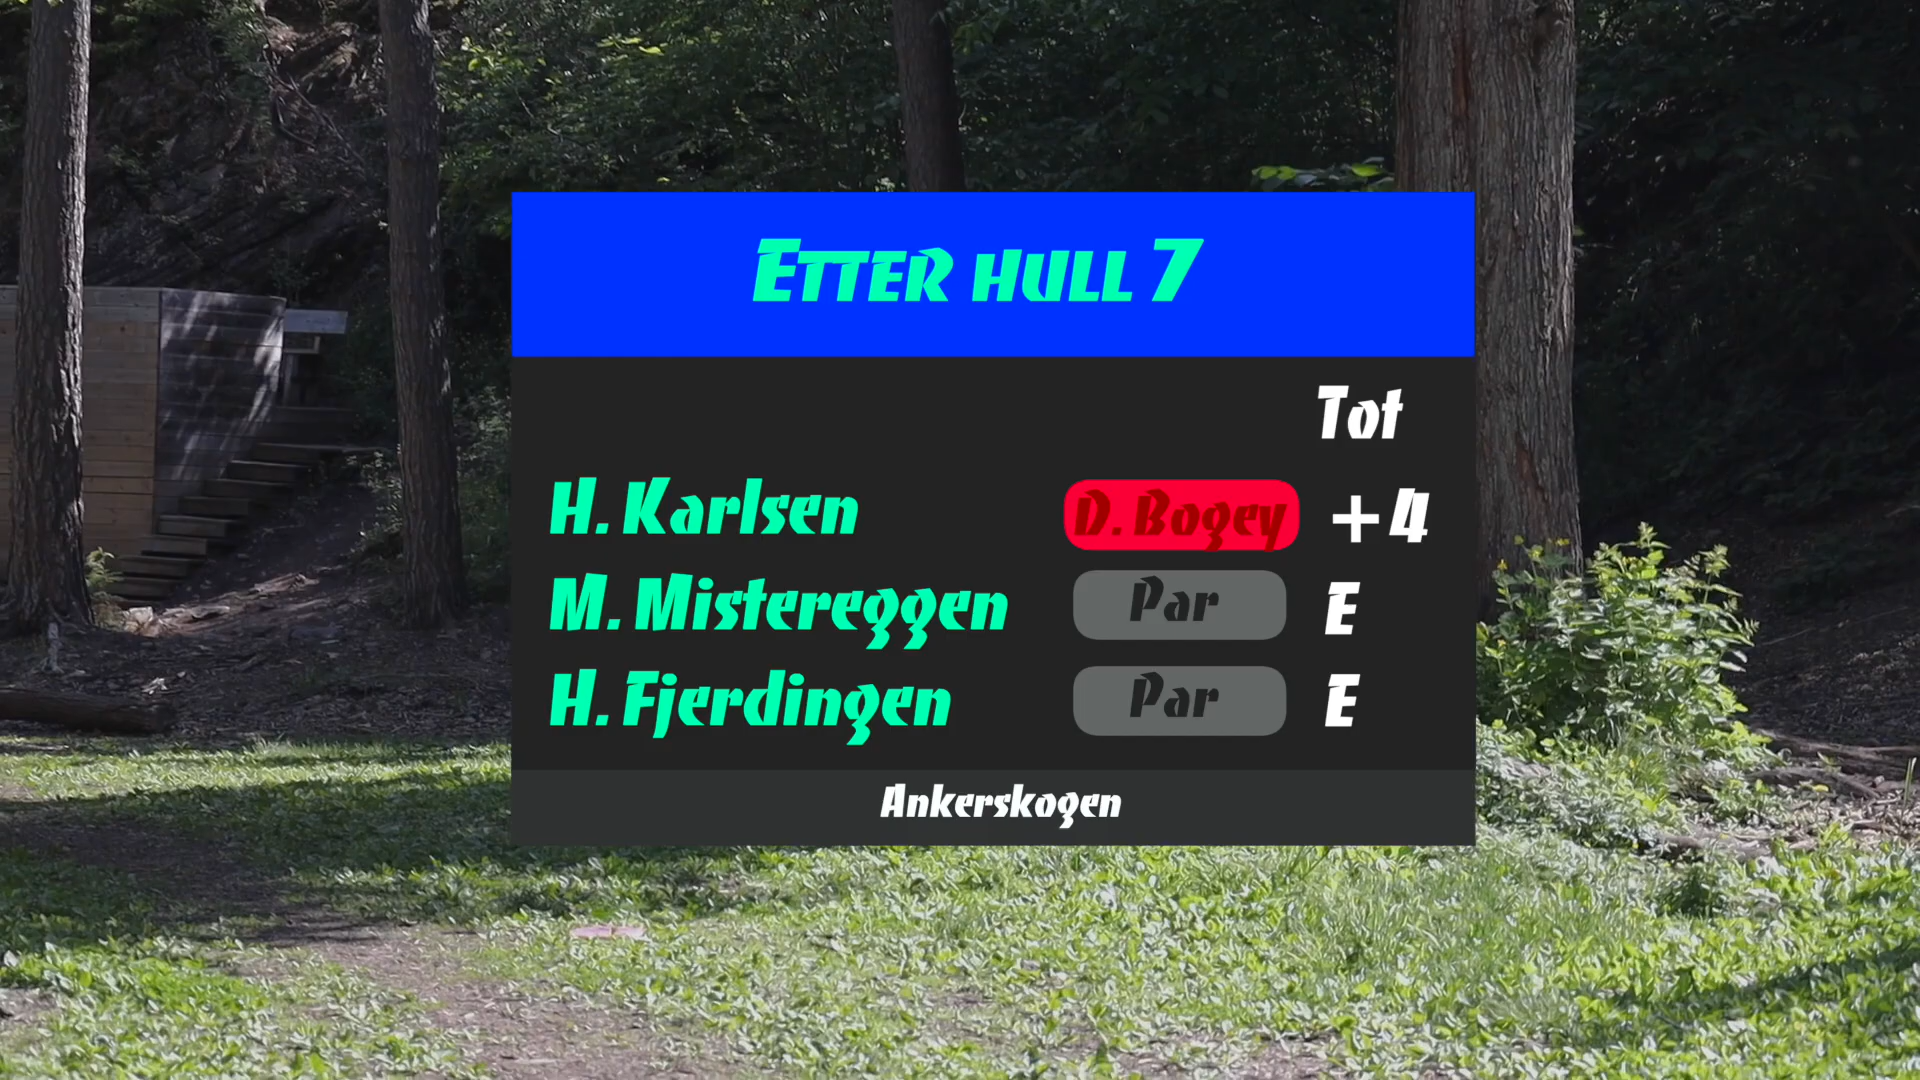 Etter hull 7
Tot
H. Karlsen D. Bogey +4
M. Mistereggen Par E
H. Fjerdingen Par E
Ankerskogen